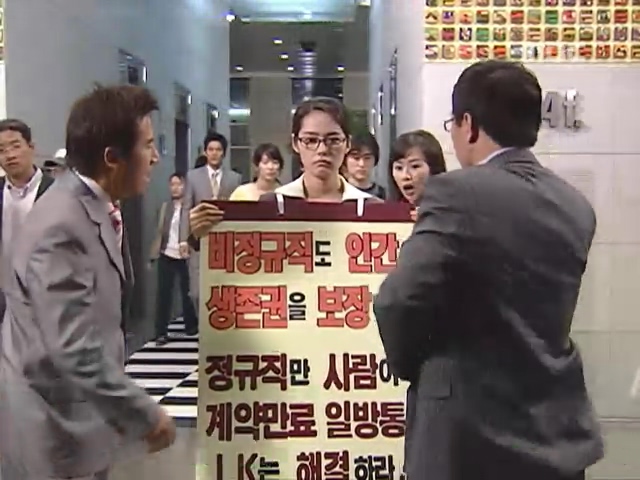 비정규직도 인간
생존권을 보장
정규직만 사람
계약만료 일방통
LK는 해결하라
4f.